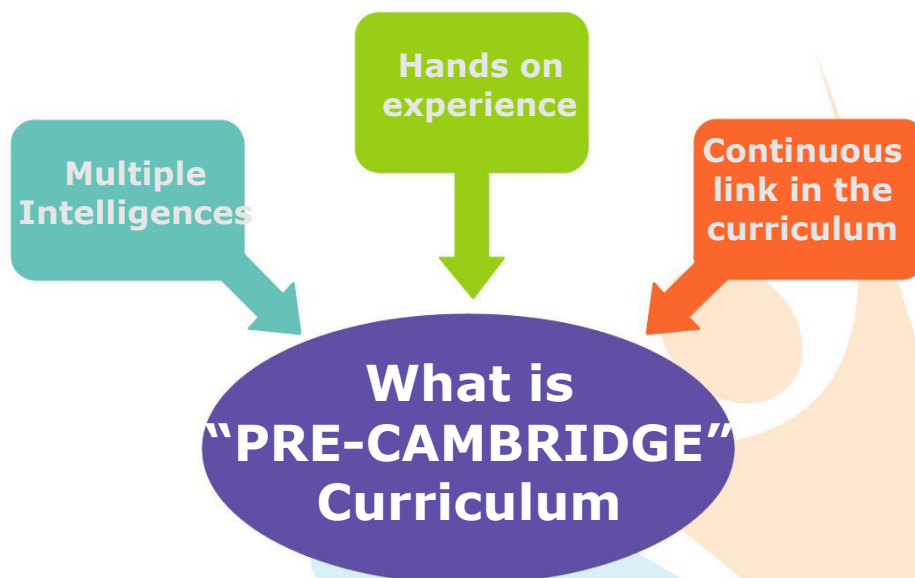 Multiple
Intelligences
Hands on
experience
Continuous
link in the
curriculum
What is
“PRE-CAMBRIDGE”
Curriculum